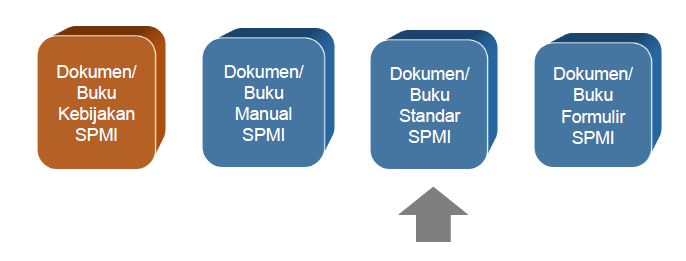 Dokumen/
Buku
Kebijakan
SPMI
Dokumen/
Buku
Manual
SPMI
Dokumen/
Buku
Standar
SPMI
Dokumen/
Buku
Formulir
SPMI